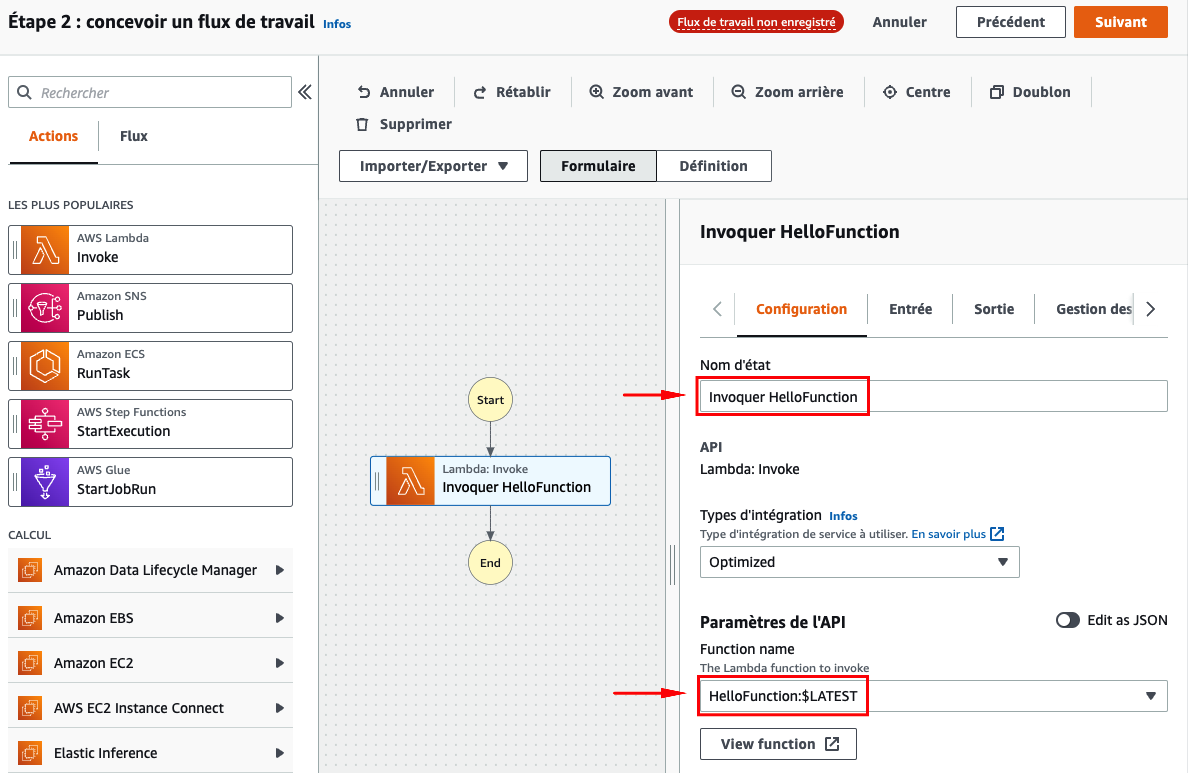 Étape 2 : concevoir un flux de travail Infos
Flux de travail non enregistré
Annuler
Précédent
Suivant
Rechercher
Actions
Flux
LES PLUS POPULAIRES
AWS Lambda
Invoke
Amazon SNS
Publish
Amazon ECS
RunTask
AWS Step Functions
StartExecution
AWS Glue
StartJobRun
CALCUL
Amazon Data Lifecycle Manager
Amazon EBS
Amazon EC2
AWS EC2 Instance Connect
Elastic Inference
Annuler
Rétablir
Zoom avant
Zoom arrière
Centre
Doublon
Supprimer
Importer/Exporter
Formulaire
Définition
Start
Lambda: Invoke
Invoquer HelloFunction
End
Invoquer HelloFunction
Configuration
Entrée
Sortie
Gestion des
Nom d'état
Invoquer HelloFunction
API
Lambda: Invoke
Types d'intégration Infos
Type d'intégration de service à utiliser. En savoir plus
Optimized
Paramètres de l'API
Edit as JSON
Function name
The Lambda function to invoke
HelloFunction:$LATEST
View function